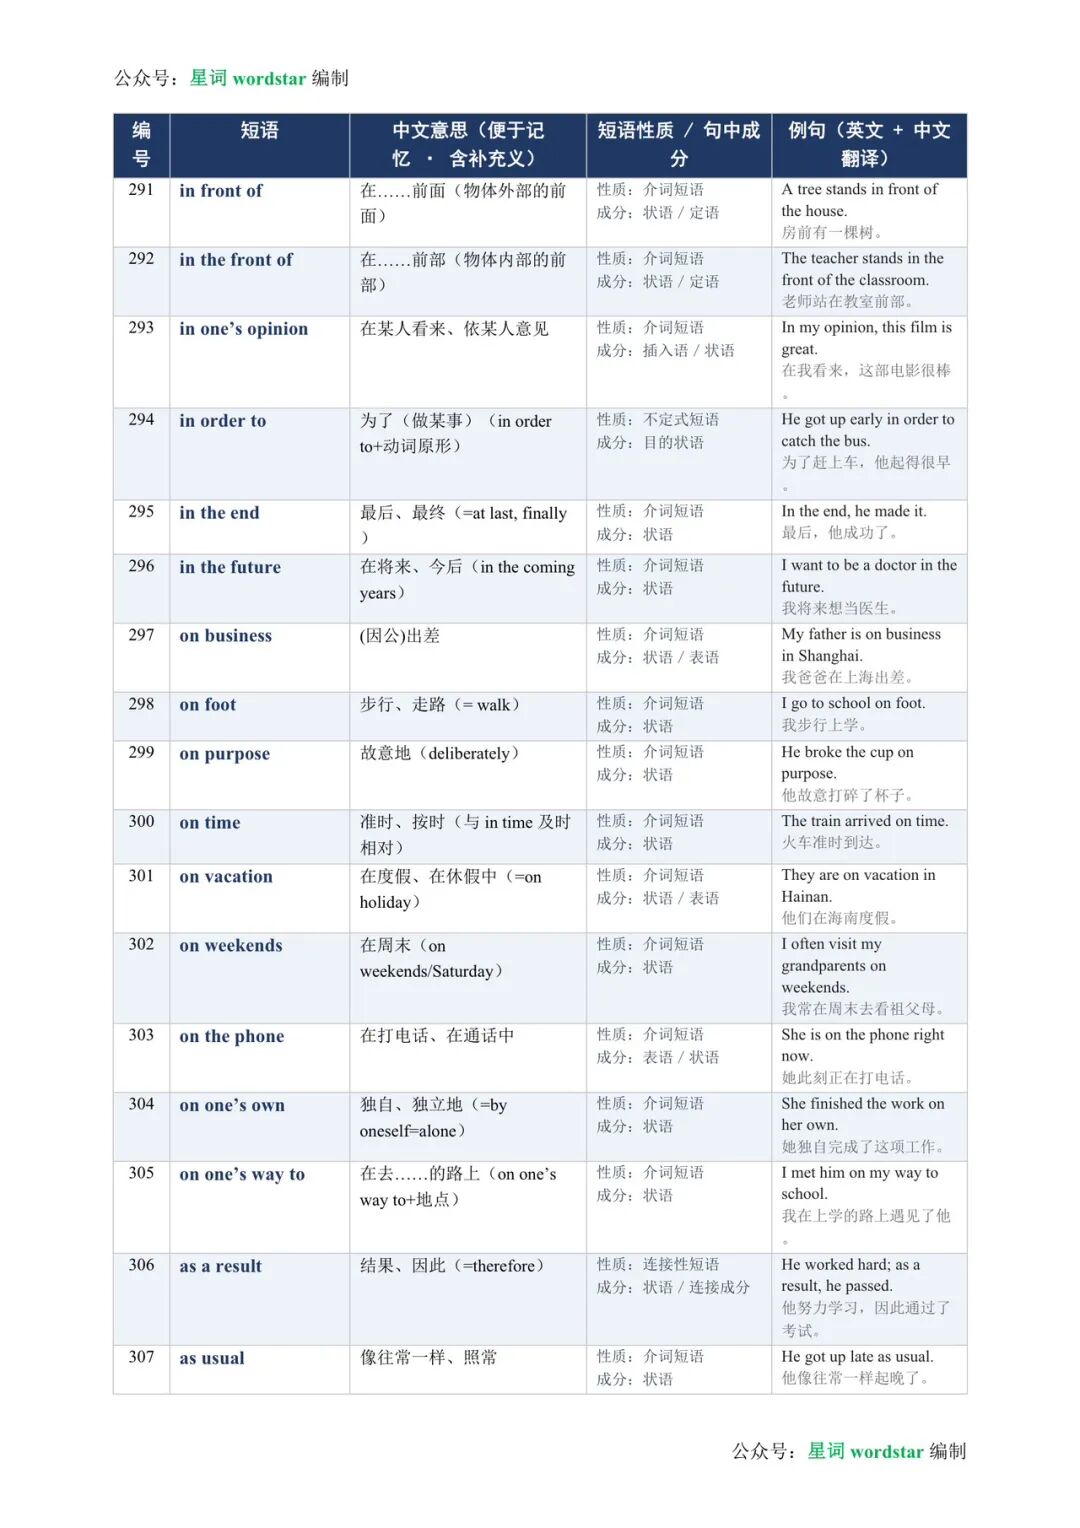 公众号：星词 wordstar 编制
编号 短语 中文意思（便于记忆 · 含补充义） 短语性质 / 句中成分 例句（英文 + 中文翻译）
291 in front of 在……前面（物体外部的前面） 性质：介词短语 成分：状语 / 定语 A tree stands in front of the house. 房前有一棵树。
292 in the front of 在……前部（物体内部的前部） 性质：介词短语 成分：状语 / 定语 The teacher stands in the front of the classroom. 老师站在教室前部。
293 in one’s opinion 在某人看来、依某人意见 性质：介词短语 成分：插入语 / 状语 In my opinion, this film is great. 在我看来，这部电影很棒。
294 in order to 为了（做某事）（in order to+动词原形） 性质：不定式短语 成分：目的状语 He got up early in order to catch the bus. 为了赶上车，他起得很早。
295 in the end 最后、最终（=at last, finally） 性质：介词短语 成分：状语 In the end, he made it. 最后，他成功了。
296 in the future 在将来、今后（in the coming years） 性质：介词短语 成分：状语 I want to be a doctor in the future. 我将来想当医生。
297 on business (因公)出差 性质：介词短语 成分：状语 / 表语 My father is on business in Shanghai. 我爸爸在上海出差。
298 on foot 步行、走路（= walk） 性质：介词短语 成分：状语 I go to school on foot. 我步行上学。
299 on purpose 故意地（deliberately） 性质：介词短语 成分：状语 He broke the cup on purpose. 他故意打碎了杯子。
300 on time 准时、按时（与 in time 及时相对） 性质：介词短语 成分：状语 The train arrived on time. 火车准时到达。
301 on vacation 在度假、在休假中（=on holiday） 性质：介词短语 成分：状语 / 表语 They are on vacation in Hainan. 他们在海南度假。
302 on weekends 在周末（on weekends/Saturday） 性质：介词短语 成分：状语 I often visit my grandparents on weekends. 我常在周末去看祖父母。
303 on the phone 在打电话、在通话中 性质：介词短语 成分：表语 / 状语 She is on the phone right now. 她此刻正在打电话。
304 on one’s own 独自、独立地（=by oneself=alone） 性质：介词短语 成分：状语 She finished the work on her own. 她独自完成了这项工作。
305 on one’s way to 在去……的路上（on one’s way to+地点） 性质：介词短语 成分：状语 I met him on my way to school. 我在上学的路上遇见了他。
306 as a result 结果、因此（=therefore） 性质：连接性短语 成分：状语 / 连接成分 He worked hard; as a result, he passed. 他努力学习，因此通过了考试。
307 as usual 像往常一样、照常 性质：介词短语 成分：状语 He got up late as usual. 他像往常一样起晚了。
公众号：星词 wordstar 编制